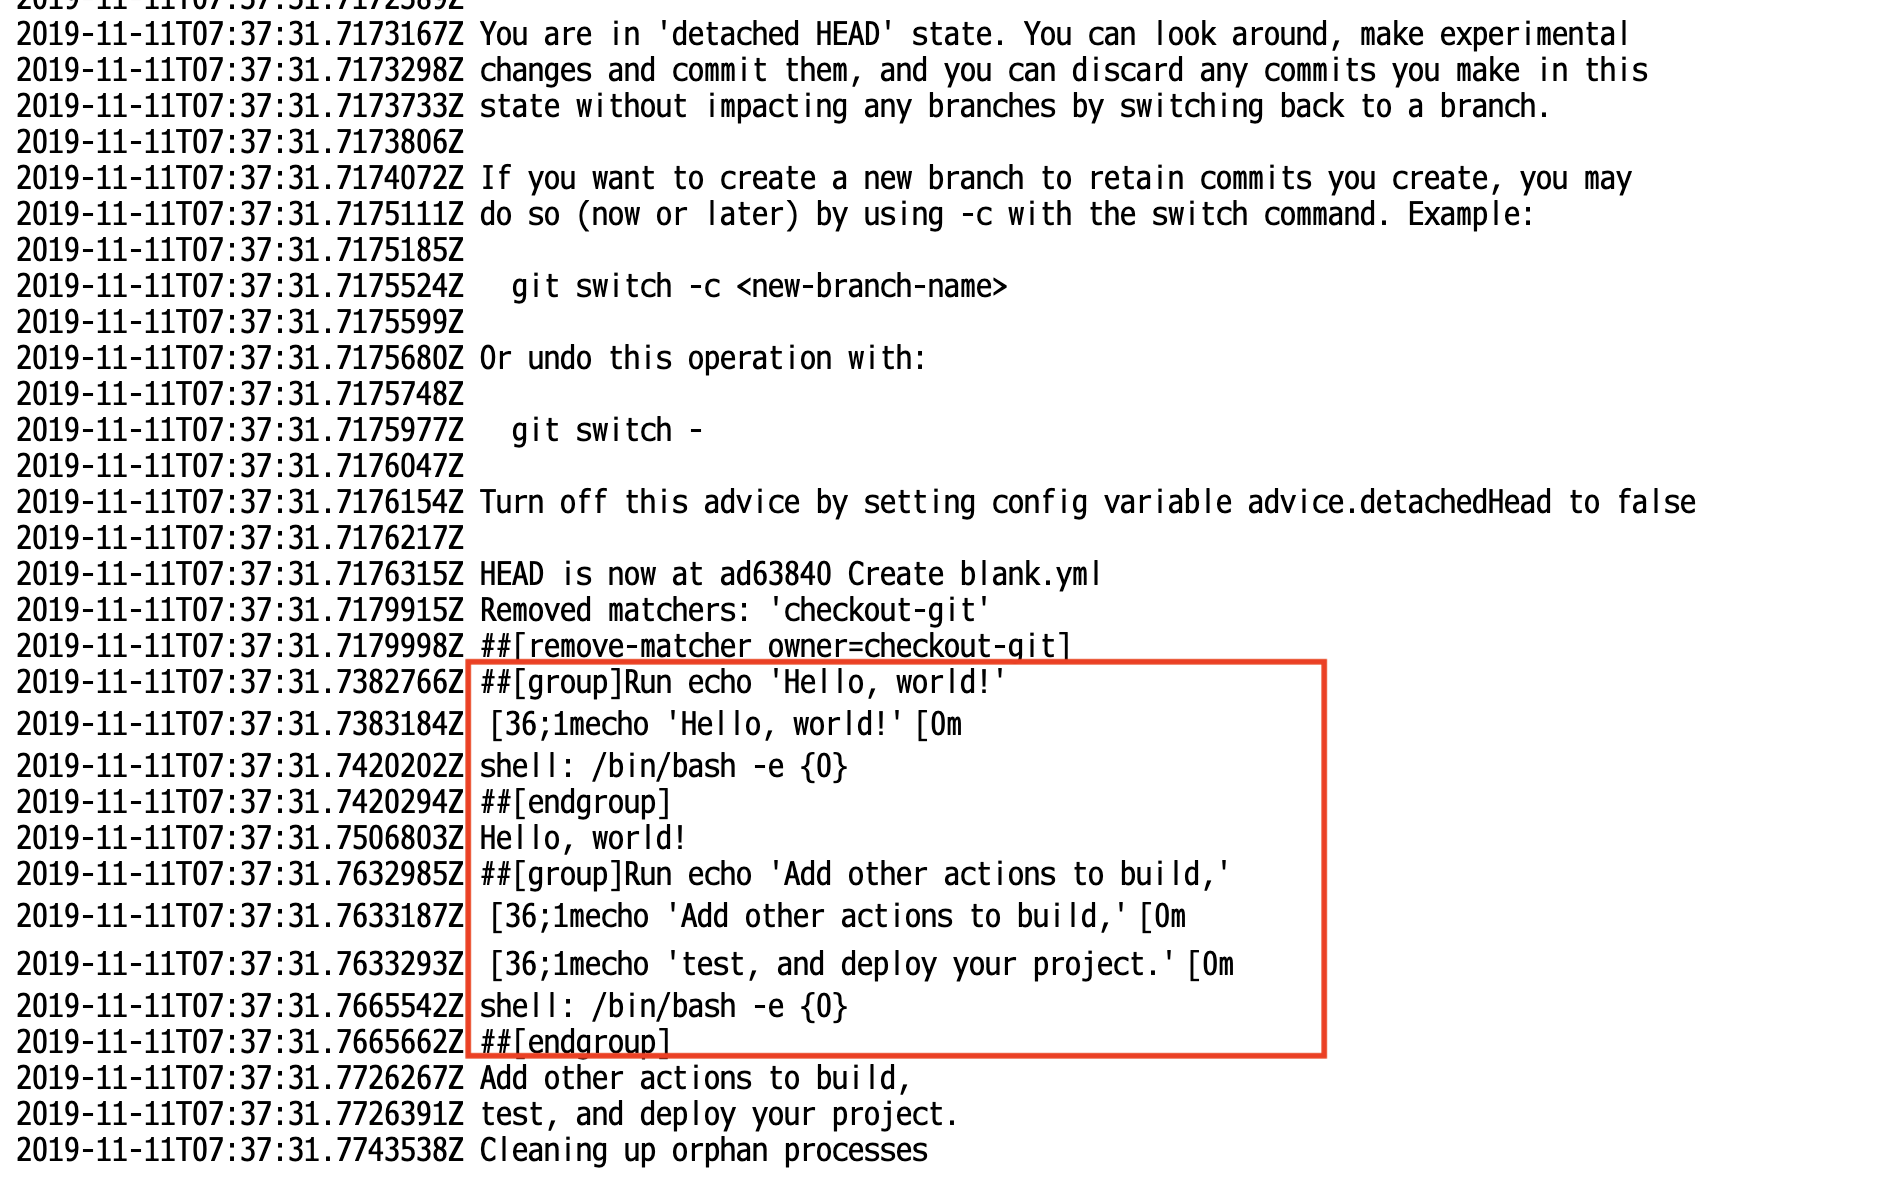 2019-11-11T07:37:31.7172389Z
2019-11-11T07:37:31.7173167Z You are in 'detached HEAD' state. You can look around, make experimental
2019-11-11T07:37:31.7173298Z changes and commit them, and you can discard any commits you make in this
2019-11-11T07:37:31.7173733Z state without impacting any branches by switching back to a branch.
2019-11-11T07:37:31.7173806Z
2019-11-11T07:37:31.7174072Z If you want to create a new branch to retain commits you create, you may
2019-11-11T07:37:31.7175111Z do so (now or later) by using -c with the switch command. Example:
2019-11-11T07:37:31.7175185Z
2019-11-11T07:37:31.7175524Z   git switch -c <new-branch-name>
2019-11-11T07:37:31.7175599Z
2019-11-11T07:37:31.7175680Z Or undo this operation with:
2019-11-11T07:37:31.7175748Z
2019-11-11T07:37:31.7175977Z   git switch -
2019-11-11T07:37:31.7176047Z
2019-11-11T07:37:31.7176154Z Turn off this advice by setting config variable advice.detachedHead to false
2019-11-11T07:37:31.7176217Z
2019-11-11T07:37:31.7176315Z HEAD is now at ad63840 Create blank.yml
2019-11-11T07:37:31.7179915Z Removed matchers: 'checkout-git'
2019-11-11T07:37:31.7179998Z ##[remove-matcher owner=checkout-git]
2019-11-11T07:37:31.7382766Z ##[group]Run echo 'Hello, world!'
2019-11-11T07:37:31.7383184Z [36;1mecho 'Hello, world!' [0m
2019-11-11T07:37:31.7420202Z shell: /bin/bash -e {0}
2019-11-11T07:37:31.7420294Z ##[endgroup]
2019-11-11T07:37:31.7506803Z Hello, world!
2019-11-11T07:37:31.7632985Z ##[group]Run echo 'Add other actions to build,'
2019-11-11T07:37:31.7633187Z [36;1mecho 'Add other actions to build,' [0m
2019-11-11T07:37:31.7633293Z [36;1mecho 'test, and deploy your project.' [0m
2019-11-11T07:37:31.7665542Z shell: /bin/bash -e {0}
2019-11-11T07:37:31.7665662Z ##[endgroup]
2019-11-11T07:37:31.7726267Z Add other actions to build,
2019-11-11T07:37:31.7726391Z test, and deploy your project.
2019-11-11T07:37:31.7743538Z Cleaning up orphan processes